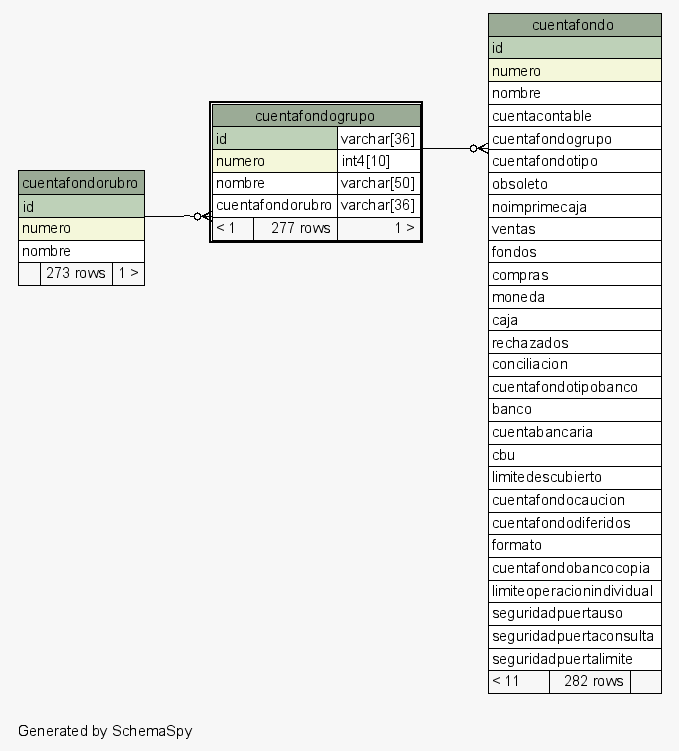 cuentafondorubro
id
numero
nombre
273 rows 1 >
cuentafondogrupo
id varchar[36]
numero int4[10]
nombre varchar[50]
cuentafondorubro varchar[36]
< 1 277 rows 1 >
cuentafondo
id
numero
nombre
cuentacontable
cuentafondogrupo
cuentafondotipo
obsoleto
noimprimecaja
ventas
fondos
compras
moneda
caja
rechazados
conciliacion
cuentafondotipobanco
banco
cuentabancaria
cbu
limitedescubierto
cuentafondocaucion
cuentafondodiferidos
formato
cuentafondobancocopia
limiteoperacionindividual
seguridadpuertauso
seguridadpuertaconsulta
seguridadpuertalimite
< 11 282 rows
Generated by SchemaSpy